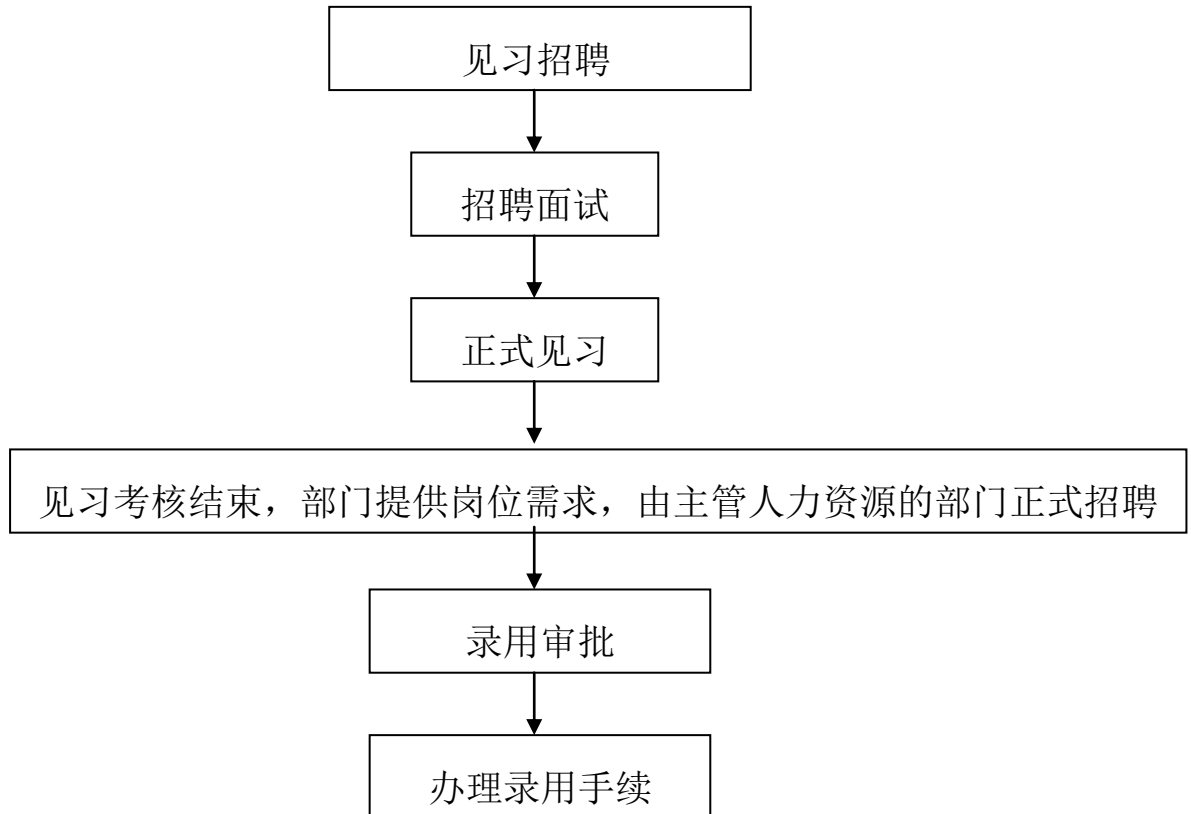 见习招聘
招聘面试
正式见习
见习考核结束，部门提供岗位需求，由主管人力资源的部门正式招聘
录用审批
办理录用手续